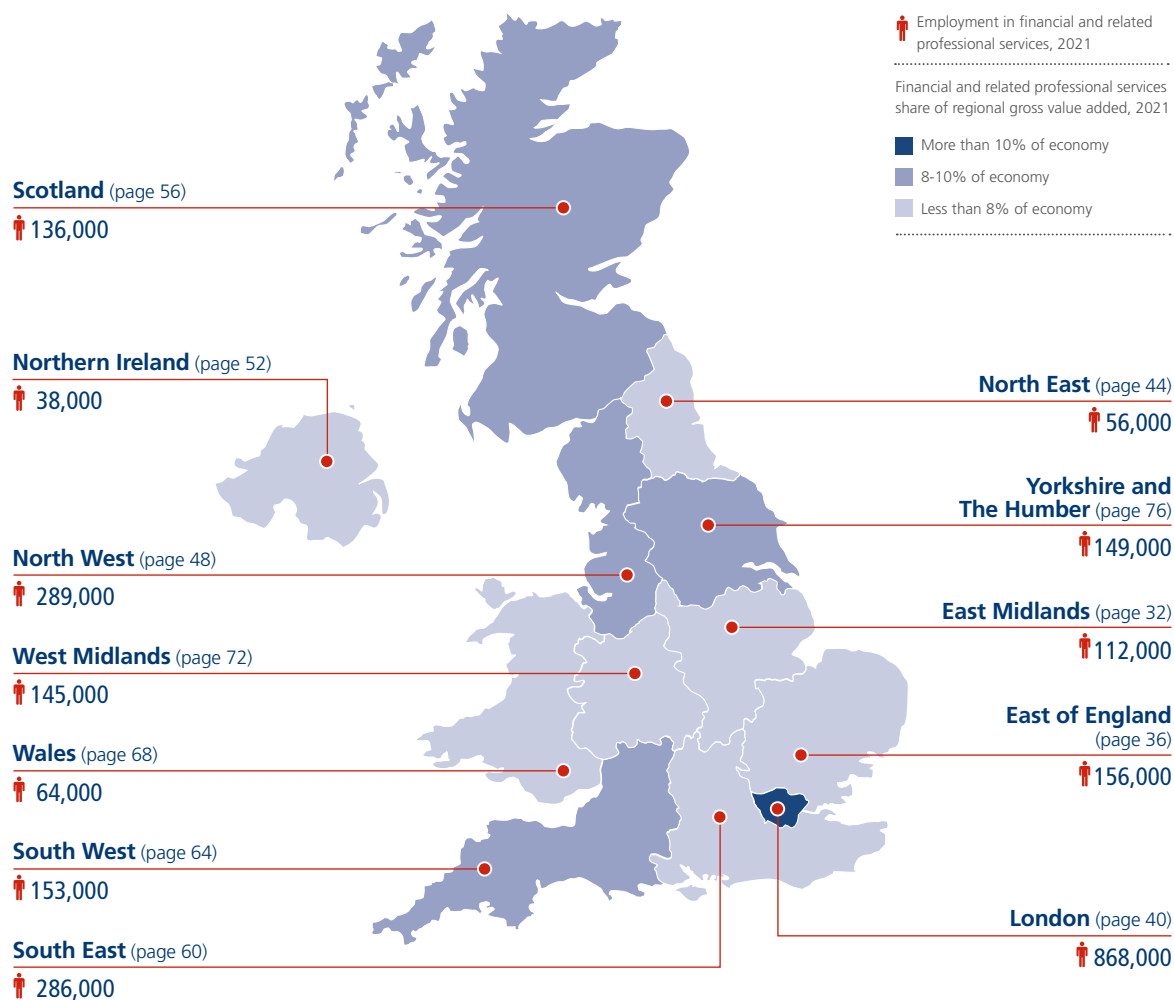 Employment in financial and related
professional services, 2021
Financial and related professional services
share of regional gross value added, 2021
More than 10% of economy
8-10% of economy
Less than 8% of economy
Scotland (page 56)
136,000
Northern Ireland (page 52)
38,000
North West (page 48)
289,000
West Midlands (page 72)
145,000
Wales (page 68)
64,000
South West (page 64)
153,000
South East (page 60)
286,000
North East (page 44)
56,000
Yorkshire and
The Humber (page 76)
149,000
East Midlands (page 32)
112,000
East of England
(page 36)
156,000
London (page 40)
868,000